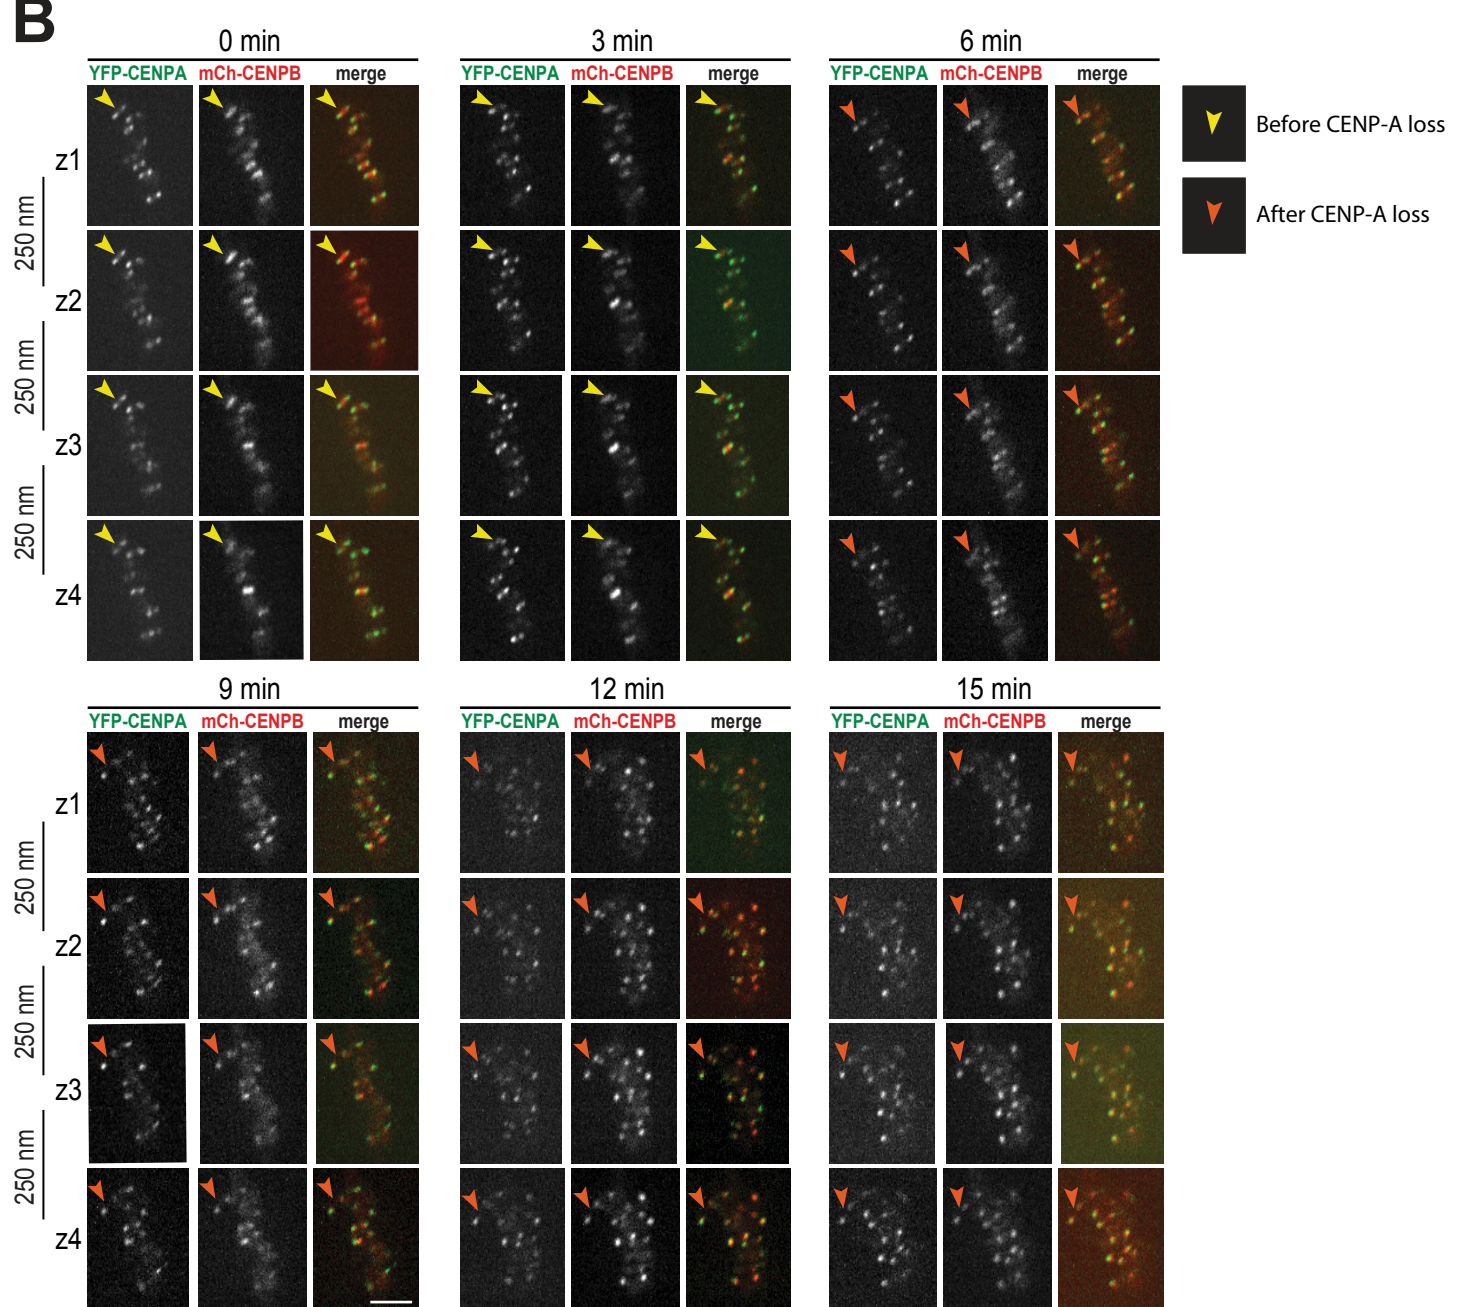 B
0 min 3 min 6 min
YFP-CENPA mCh-CENPB merge YFP-CENPA mCh-CENPB merge YFP-CENPA mCh-CENPB merge
Before CENP-A loss
After CENP-A loss
z1
250 nm
z2
250 nm
z3
250 nm
z4
9 min 12 min 15 min
YFP-CENPA mCh-CENPB merge YFP-CENPA mCh-CENPB merge YFP-CENPA mCh-CENPB merge
z1
250 nm
z2
250 nm
z3
250 nm
z4